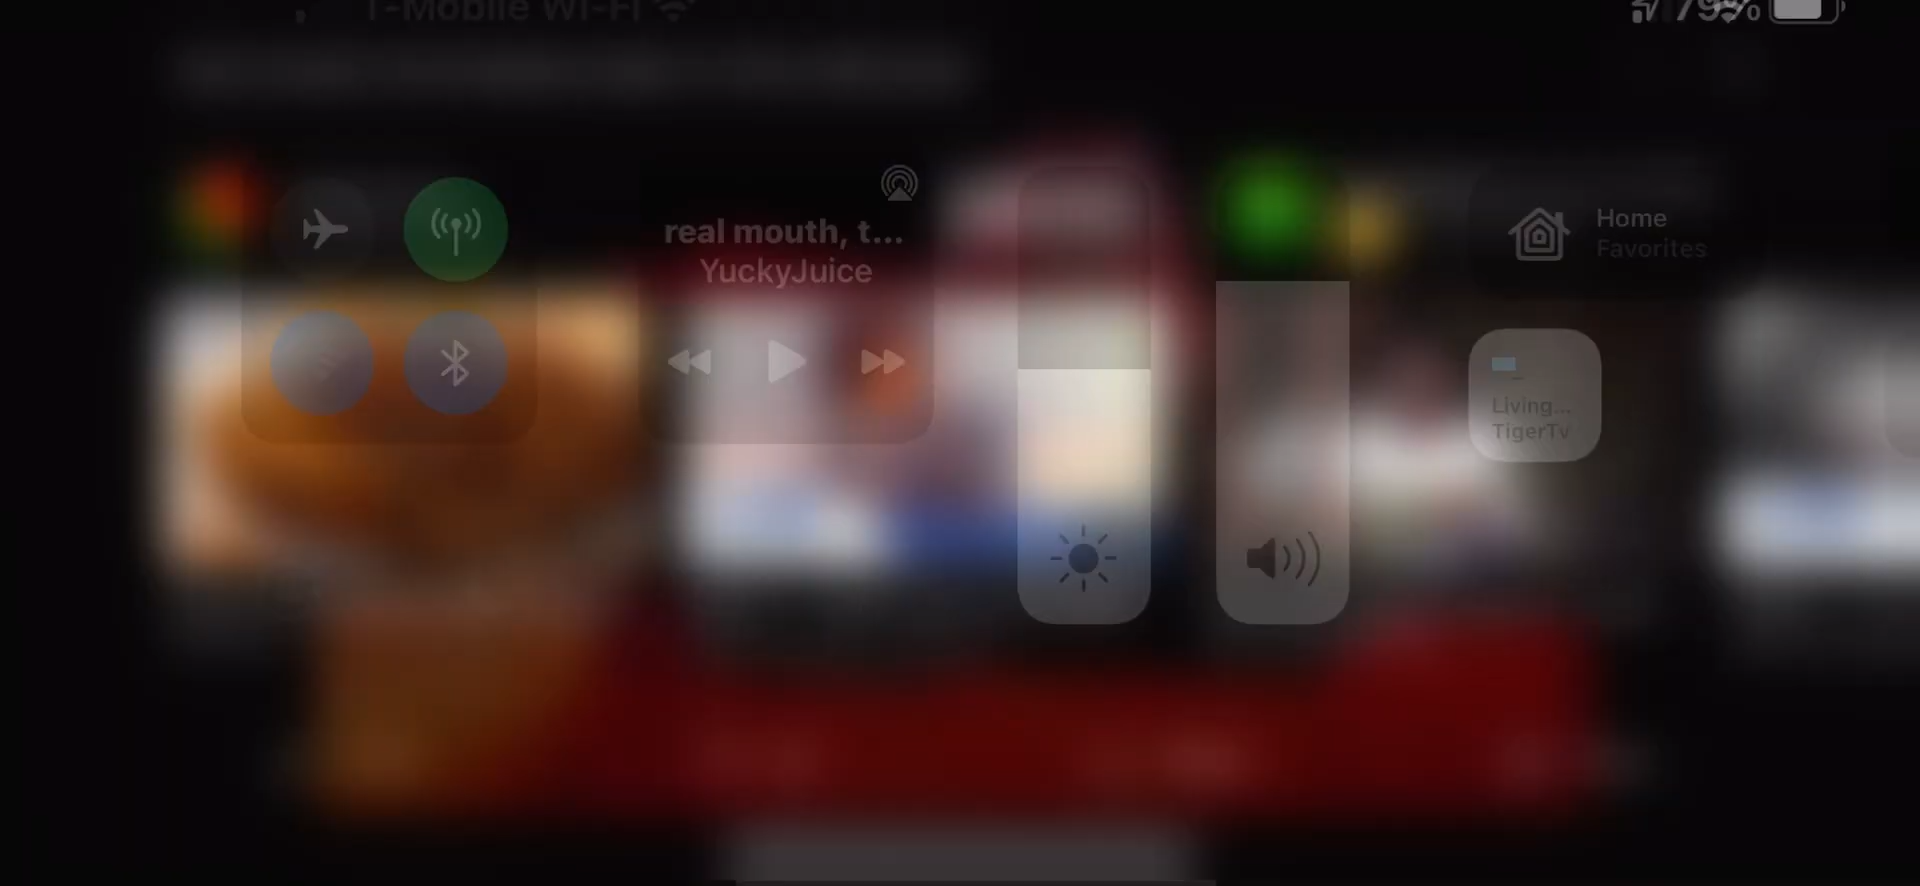 T-Mobile Wi-Fi
79%
real mouth, t...
YuckyJuice
Home
Favorites
Living...
TigerTv